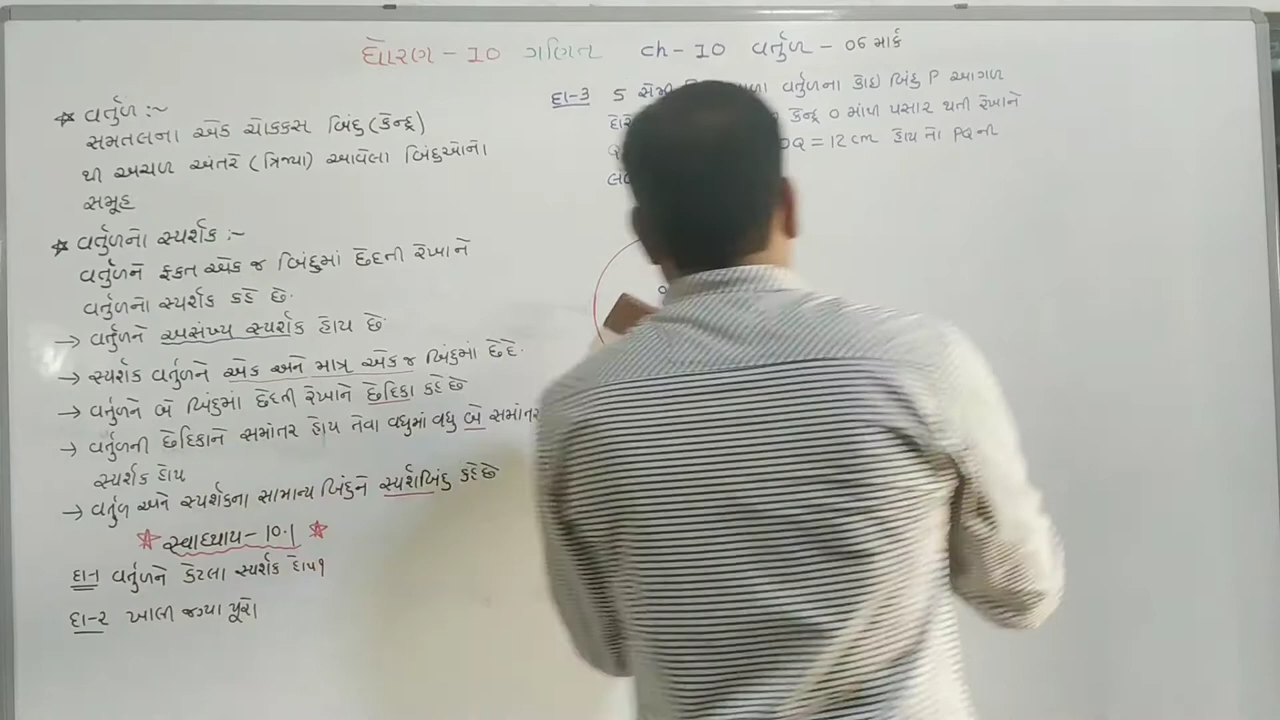 ધોરણ - 10 ગણિત ch - 10 વર્તુળ - 06 માર્ક
★ વર્તુળ :-
સમતલના એક ચોકકસ બિંદુ (કેન્દ્ર)
થી અચળ અંતરે (ત્રિજ્યા) આવેલા બિંદુઓનો
સમૂહ
★ વર્તુળનો સ્પર્શક :-
વર્તુળને ફકત એક જ બિંદુમાં છેદતી રેખાને
વર્તુળનો સ્પર્શક કહે છે.
→ વર્તુળને અસંખ્ય સ્પર્શક હોય છે
→ સ્પર્શક વર્તુળને એક અને માત્ર એક જ બિંદુમાં છેદે.
→ વર્તુળને બે બિંદુમાં છેદતી રેખાને છેદિકા કહે છે
→ વર્તુળની છેદિકાને સમાંતર હોય તેવા વધુમાં વધુ બે સમાંતર
સ્પર્શક હોય
→ વર્તુળ અને સ્પર્શકના સામાન્ય બિંદુને સ્પર્શબિંદુ કહે છે
☆ સ્વાધ્યાય - 10.1 ☆
દા-1 વર્તુળને કેટલા સ્પર્શક હોય?
દા-2 ખાલી જગ્યા પૂરો
દા-3 5 સેમી વર્તુળના કોઇ બિંદુ P આગળ
કેન્દ્ર O માંથી પસાર થતી રેખાને
= 12 cm હોય તો PQ ની